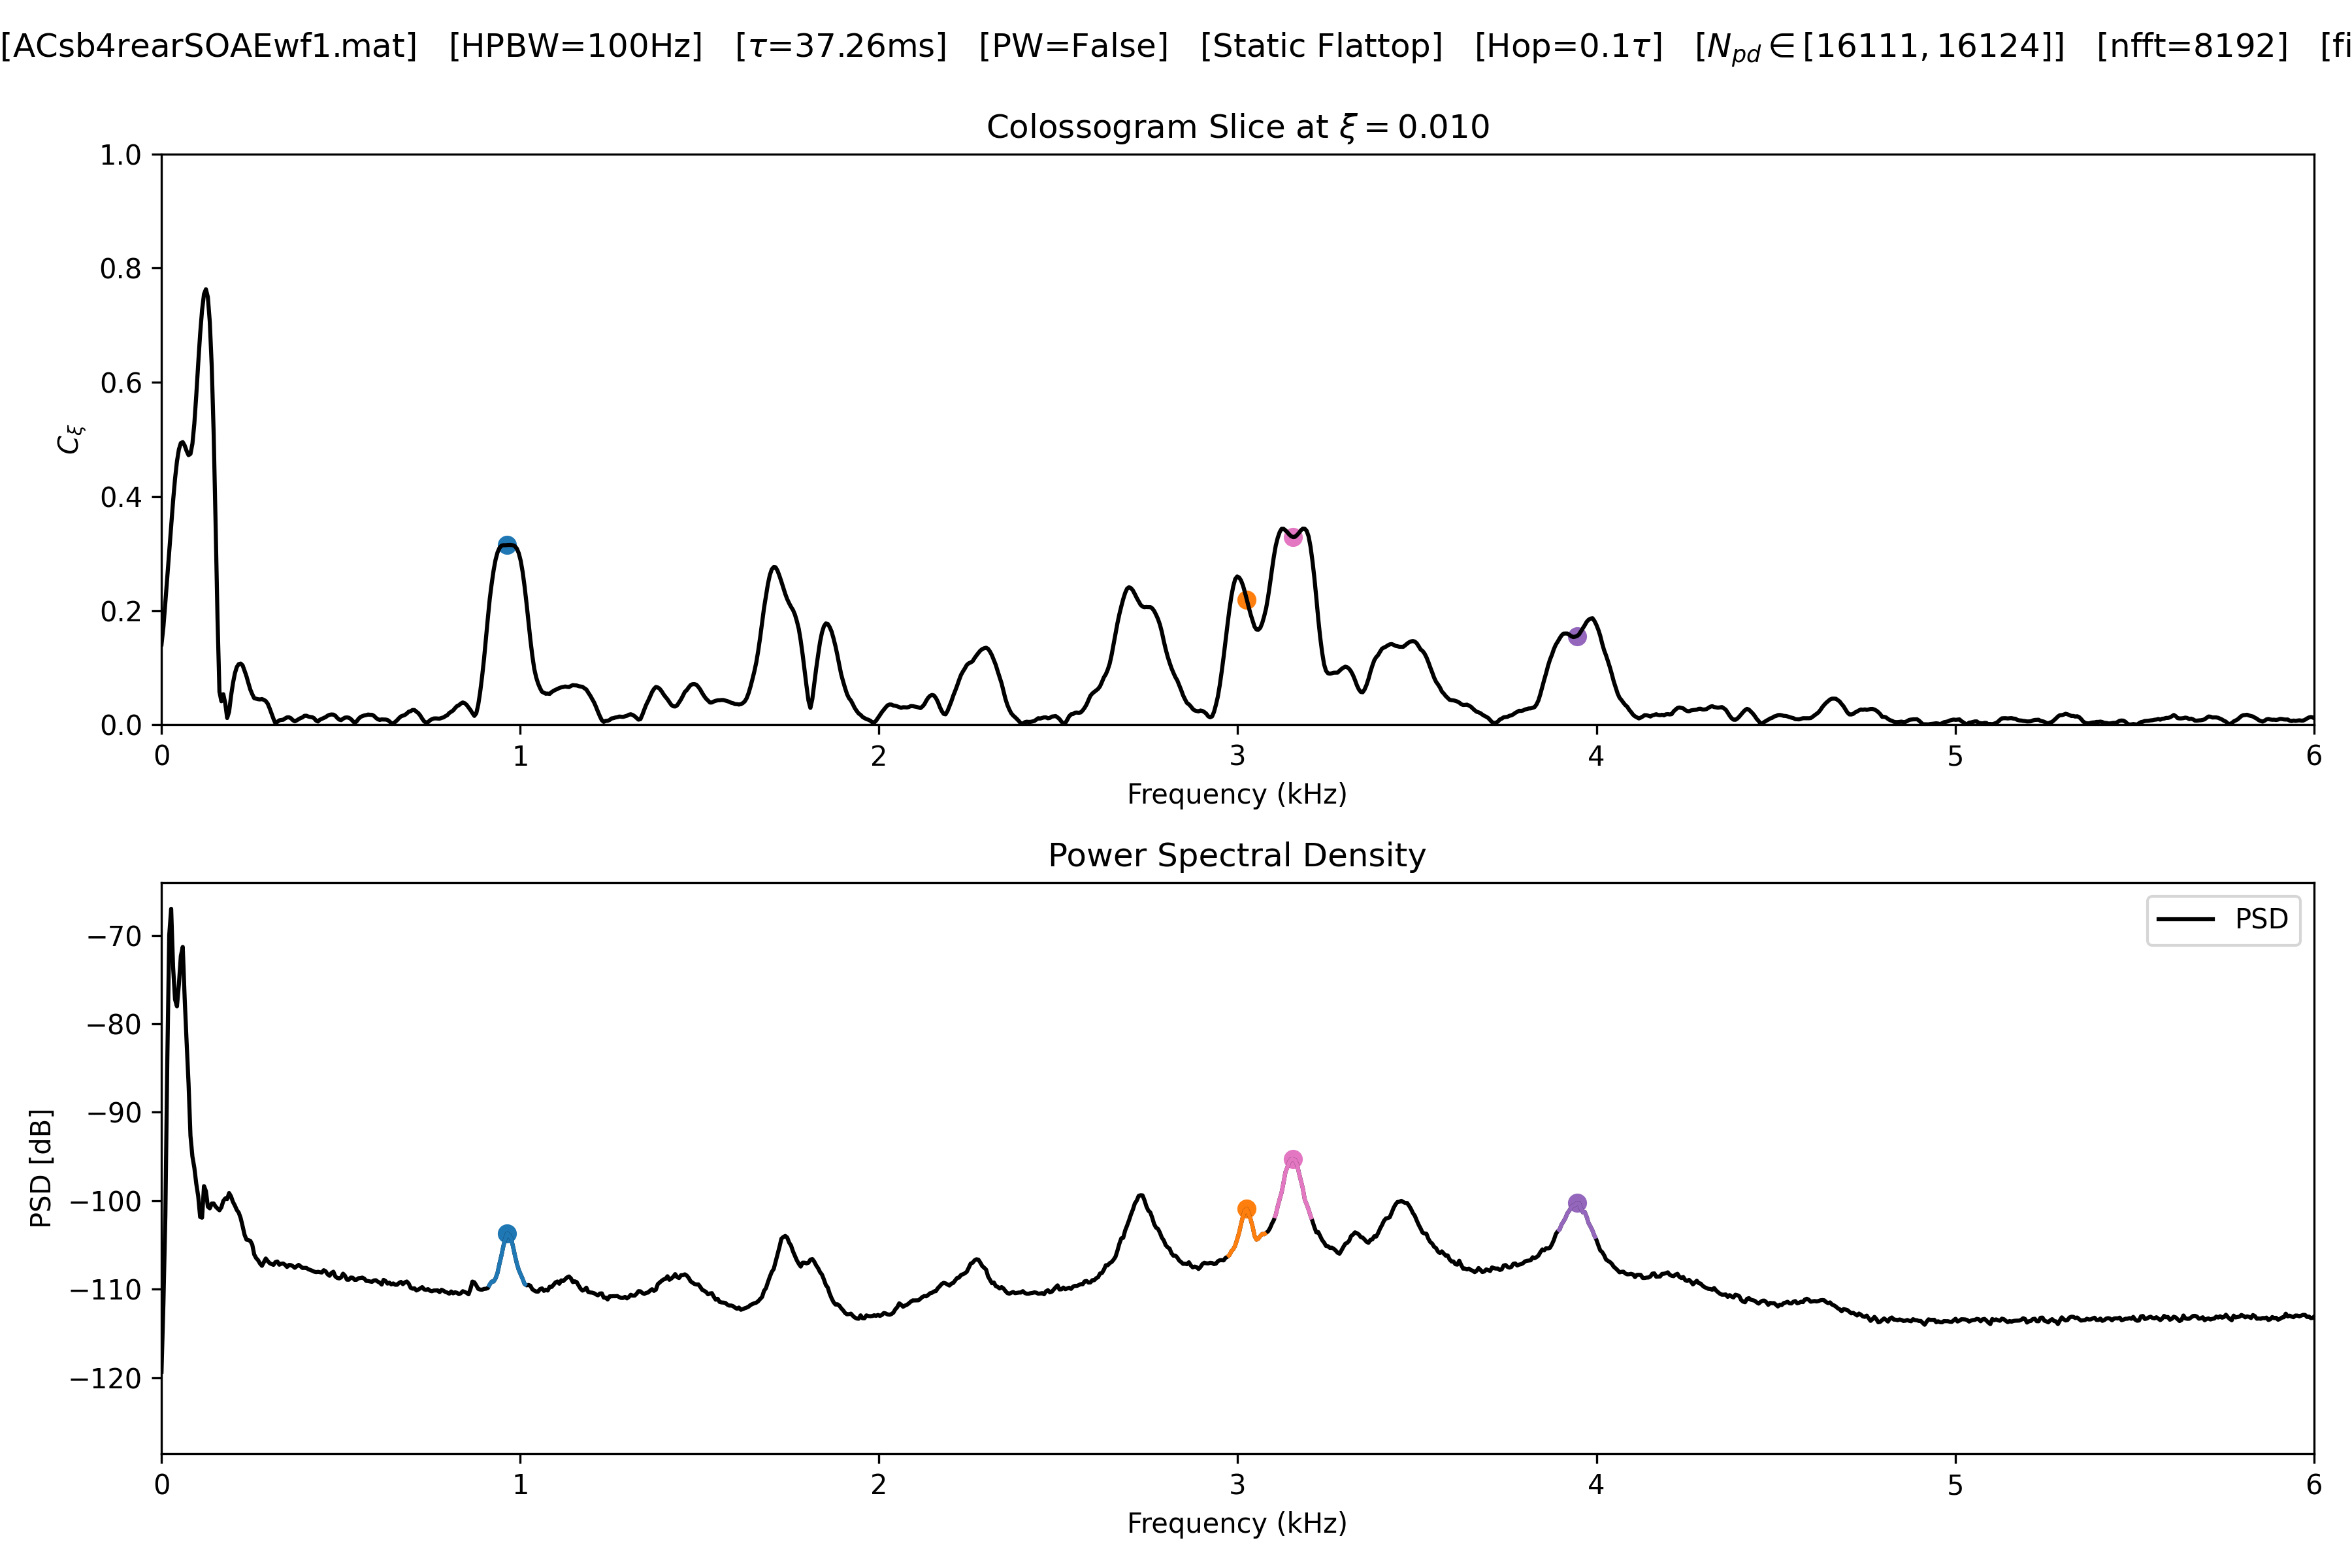 [ACsb4rearSOAEwf1.mat] [HPBW=100Hz] [τ=37.26ms] [PW=False] [Static Flattop] [Hop=0.1τ] [N_pd ∈ [16111, 16124]] [nfft=8192] [fi
Colossogram Slice at ξ = 0.010
1.0
0.8
0.6
0.4
0.2
0.0
C_ξ
0 1 2 3 4 5 6
Frequency (kHz)
Power Spectral Density
PSD
−70
−80
−90
−100
−110
−120
PSD [dB]
0 1 2 3 4 5 6
Frequency (kHz)